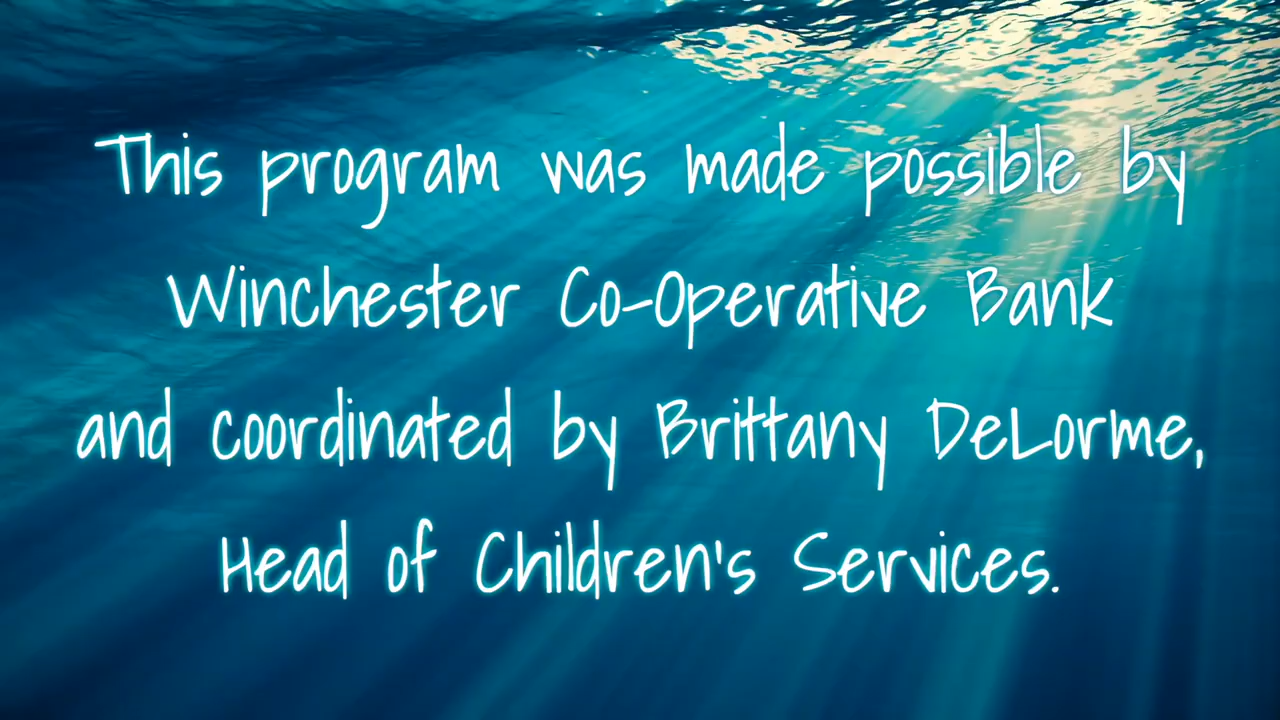 This program was made possible by
Winchester Co-Operative Bank
and coordinated by Brittany DeLorme,
Head of Children's Services.